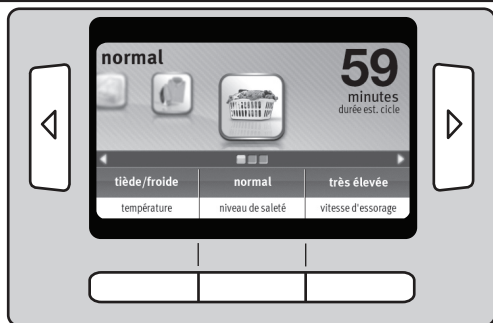 normal
59
minutes
durée est. cicle
tiède/froide normal très élevée
température niveau de saleté vitesse d'essorage